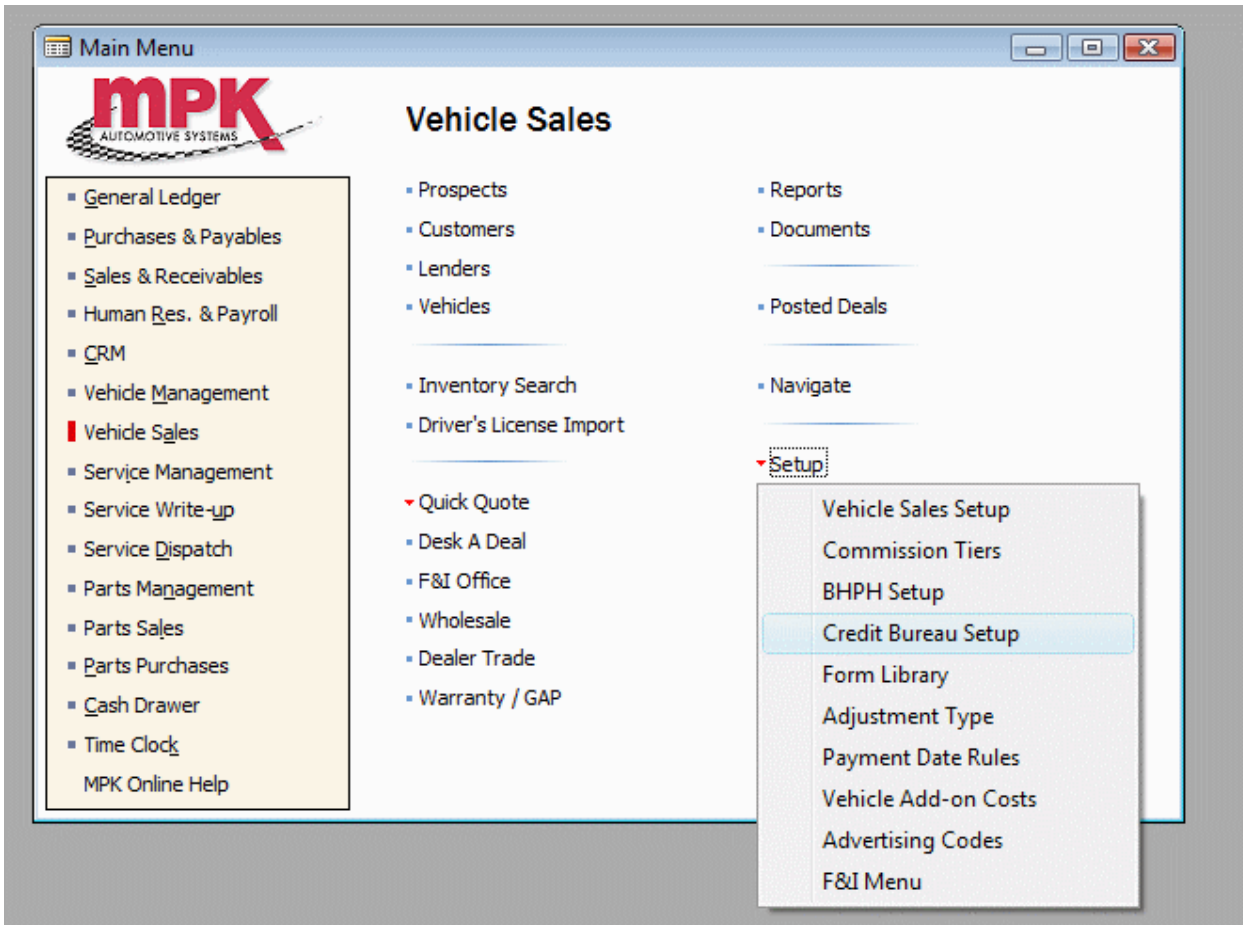 Main Menu
MPK
AUTOMOTIVE SYSTEMS
Vehicle Sales
General Ledger
Purchases & Payables
Sales & Receivables
Human Res. & Payroll
CRM
Vehicle Management
Vehicle Sales
Service Management
Service Write-up
Service Dispatch
Parts Management
Parts Sales
Parts Purchases
Cash Drawer
Time Clock
MPK Online Help
Prospects
Customers
Lenders
Vehicles
Inventory Search
Driver's License Import
Quick Quote
Desk A Deal
F&I Office
Wholesale
Dealer Trade
Warranty / GAP
Reports
Documents
Posted Deals
Navigate
Setup
Vehicle Sales Setup
Commission Tiers
BHPH Setup
Credit Bureau Setup
Form Library
Adjustment Type
Payment Date Rules
Vehicle Add-on Costs
Advertising Codes
F&I Menu